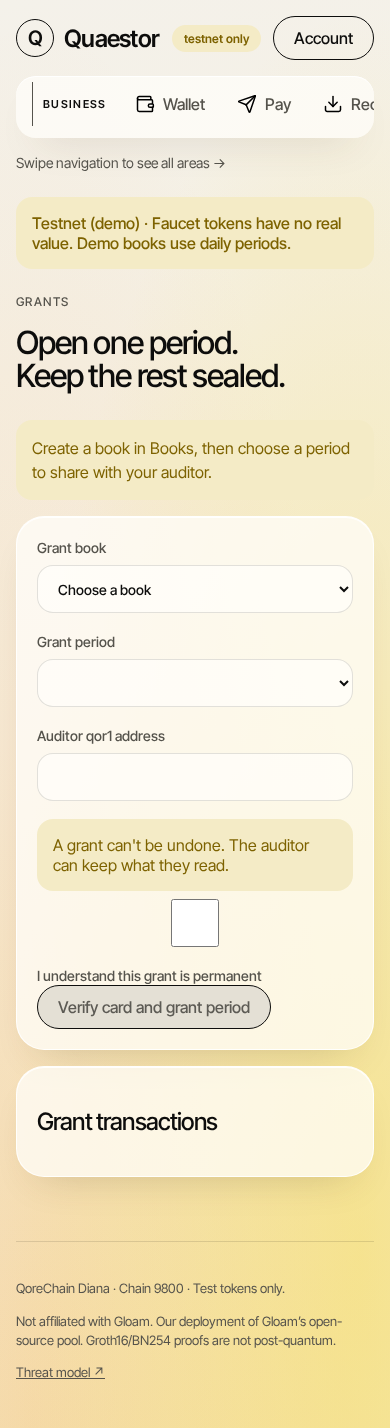 Q Quaestor testnet only Account
BUSINESS Wallet Pay Rec
Swipe navigation to see all areas →
Testnet (demo) · Faucet tokens have no real
value. Demo books use daily periods.
GRANTS
Open one period.
Keep the rest sealed.
Create a book in Books, then choose a period
to share with your auditor.
Grant book
Choose a book
Grant period
Auditor qor1 address
A grant can't be undone. The auditor
can keep what they read.
I understand this grant is permanent
Verify card and grant period
Grant transactions
QoreChain Diana · Chain 9800 · Test tokens only.
Not affiliated with Gloam. Our deployment of Gloam’s open-
source pool. Groth16/BN254 proofs are not post-quantum.
Threat model ↗